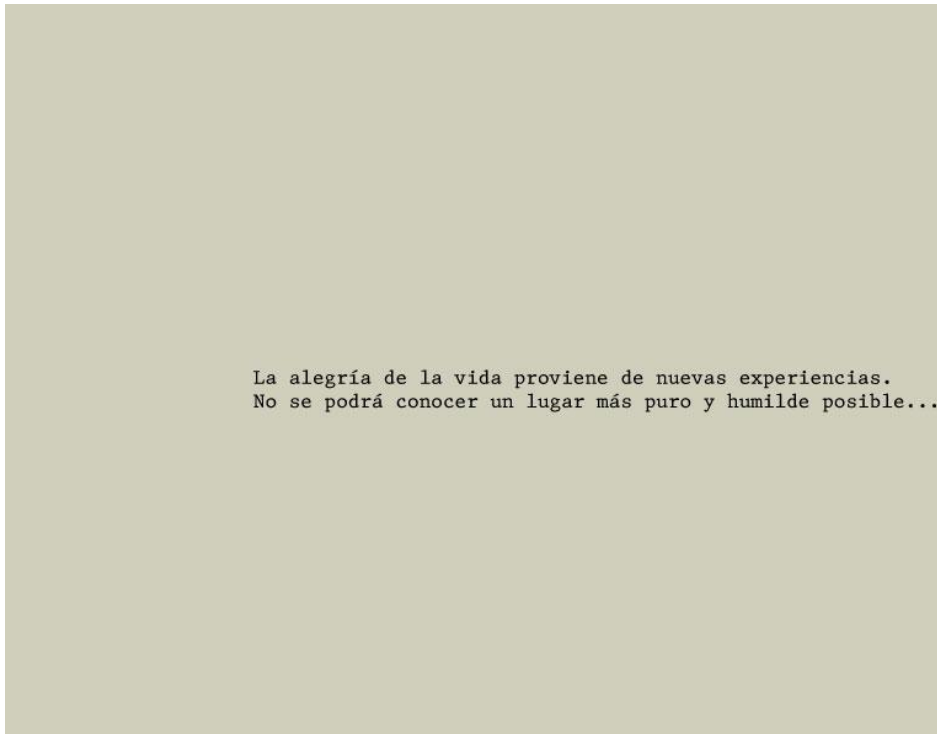 La alegría de la vida proviene de nuevas experiencias.
No se podrá conocer un lugar más puro y humilde posible...